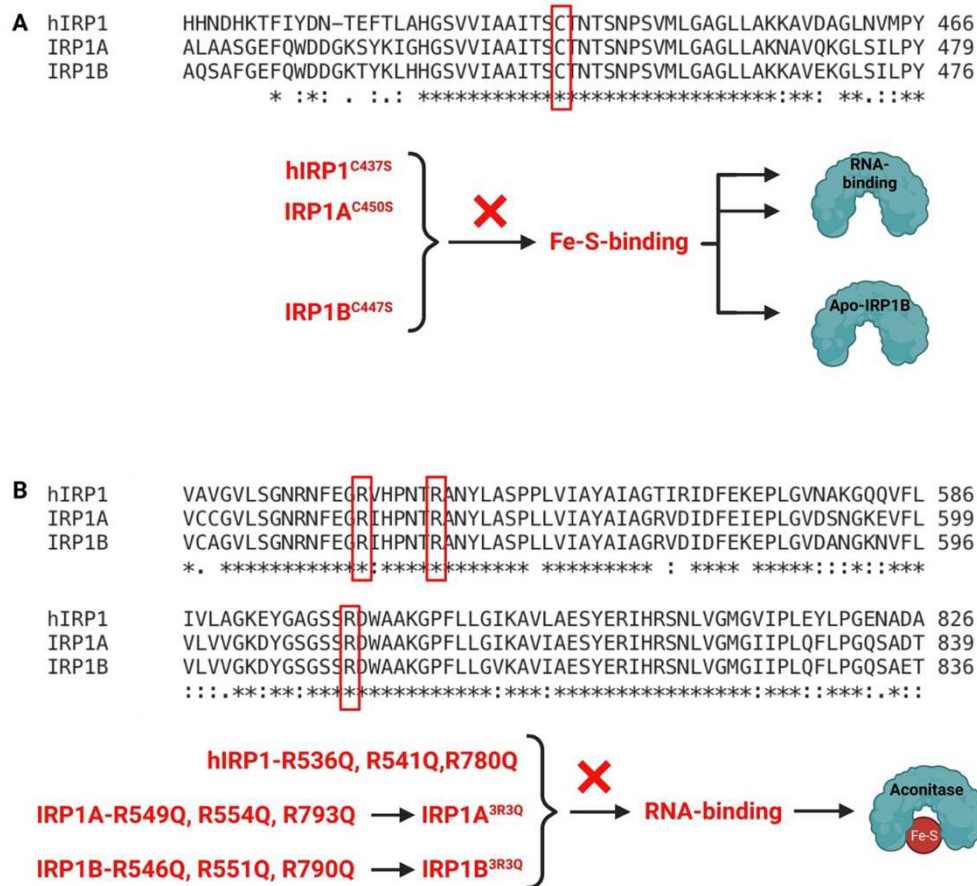 A
hIRP1 HHNDHKTFIYDN-TEFTLAHGSVVIAAITSCTNTSNPSVMLGAGLLAKKAVDAGLNVMPY 466
IRP1A ALAASGEFQWDDGKSYKIGHGSVVIAAITSCTNTSNPSVMLGAGLLAKNAVQKGLSILPY 479
IRP1B AQSAFGEFQWDDGKTYKLHHGSVVIAAITSCTNTSNPSVMLGAGLLAKKAVEKGLSILPY 476
* :*: . :.: *****************************:**: **.::**
hIRP1C437S
IRP1AC450S
IRP1BC447S
Fe-S-binding
RNA-
binding
Apo-IRP1B
B
hIRP1 VAVGVLSGNRNFEGRVHPNTRANYLASPPLVIAYAIAGTIRIDFEKEPLGVNAKGQQVFL 586
IRP1A VCCGVLSGNRNFEGRIHPNTRANYLASPLLVIAYAIAGRVDIDFEIEPLGVDSNGKEVFL 599
IRP1B VCAGVLSGNRNFEGRIHPNTRANYLASPLLVIAYAIAGRVDIDFEKEPLGVDANGKNVFL 596
*. ************:************ ********* : **** *****:::*::***
hIRP1 IVLAGKEYGAGSSRDWAAKGPFLLGIKAVLAESYERIHRSNLVGMGVIPLEYLPGENADA 826
IRP1A VLVVGKDYGSGSSRDWAAKGPFLLGIKAVIAESYERIHRSNLVGMGIIPLQFLPGQSADT 839
IRP1B VLVVGKDYGSGSSRDWAAKGPFLLGVKAVIAESYERIHRSNLVGMGIIPLQFLPGQSAET 836
:::.**:**:***************:***:****************:***::***:.*::
hIRP1-R536Q, R541Q,R780Q
IRP1A-R549Q, R554Q, R793Q IRP1A3R3Q
IRP1B-R546Q, R551Q, R790Q IRP1B3R3Q
RNA-binding
Aconitase
Fe-S